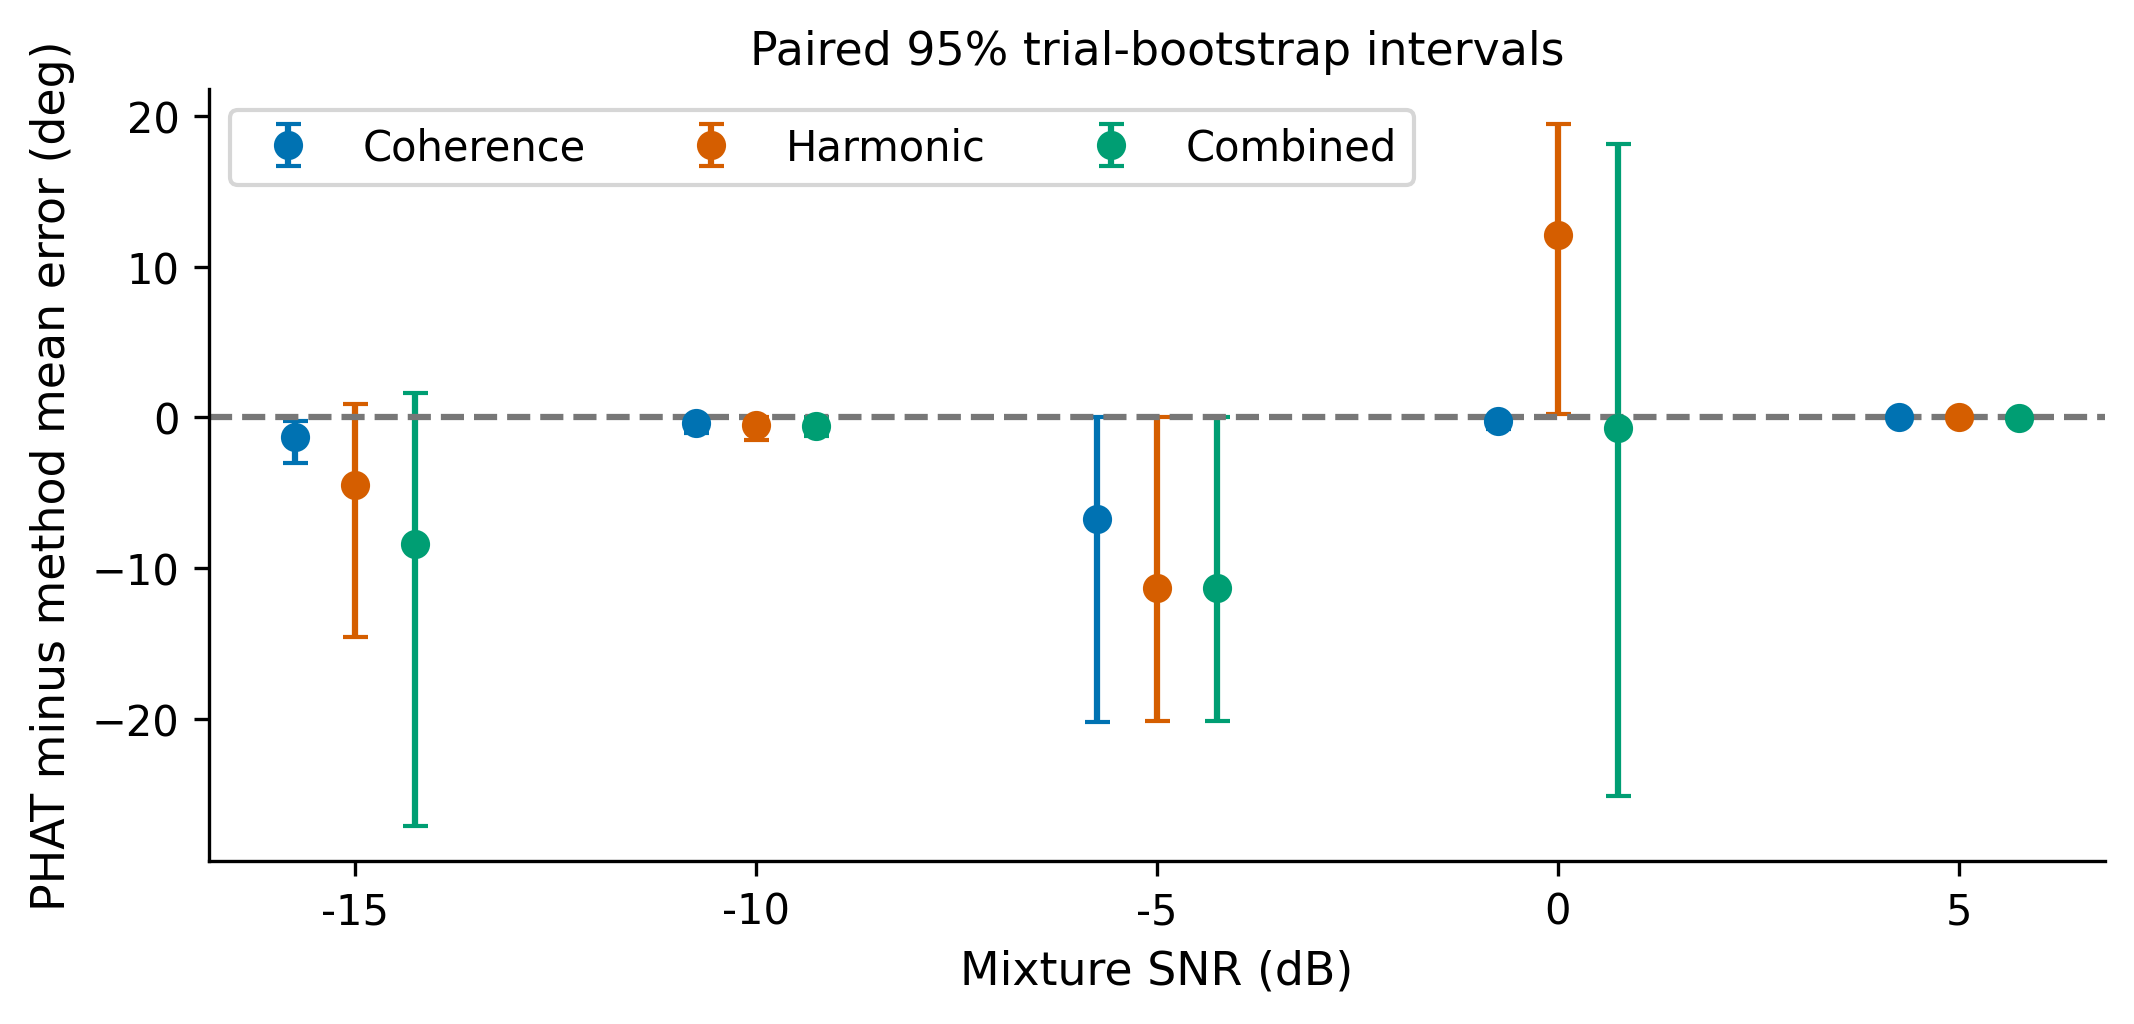 Paired 95% trial-bootstrap intervals
PHAT minus method mean error (deg)
20
10
0
−10
−20
Coherence
Harmonic
Combined
-15
-10
-5
0
5
Mixture SNR (dB)